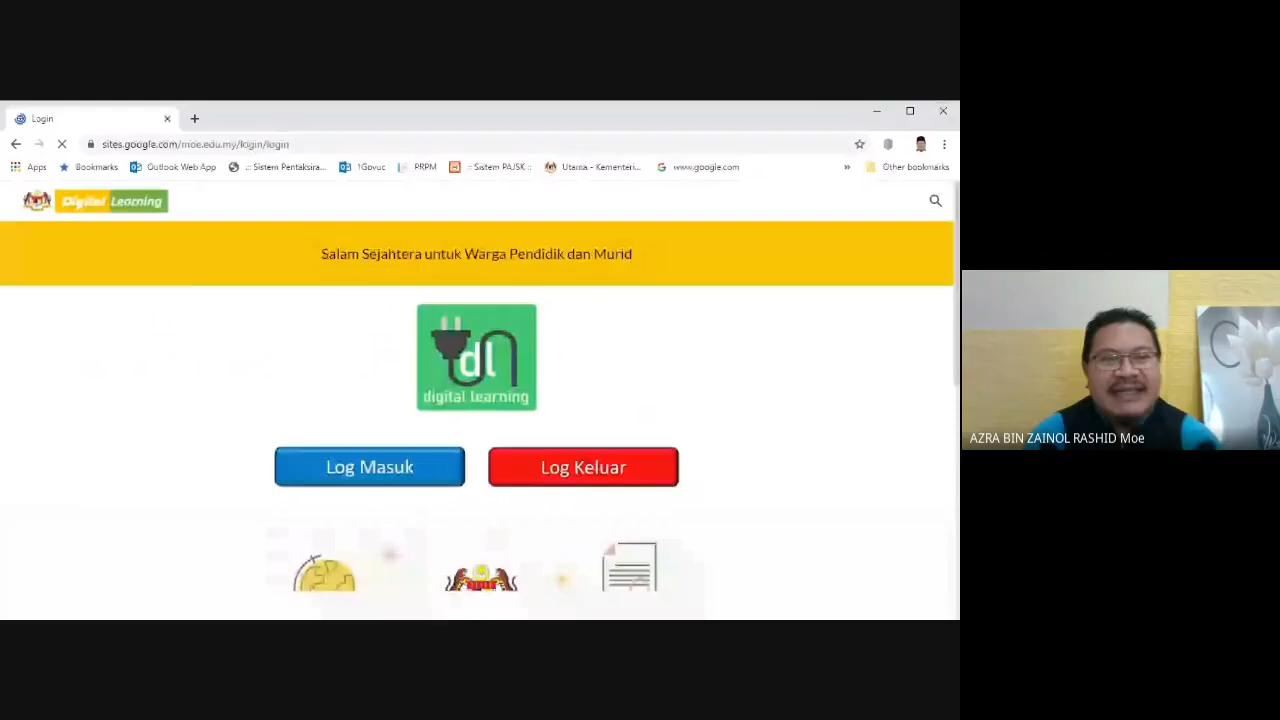 Login
sites.google.com/moe.edu.my/login/login
Apps Bookmarks Outlook Web App .:: Sistem Pentaksira... 1Govuc PRPM :: Sistem PAJSK :: Utama - Kementeri... www.google.com » Other bookmarks
Digital Learning
Salam Sejahtera untuk Warga Pendidik dan Murid
dl
digital learning
Log Masuk Log Keluar
AZRA BIN ZAINOL RASHID Moe